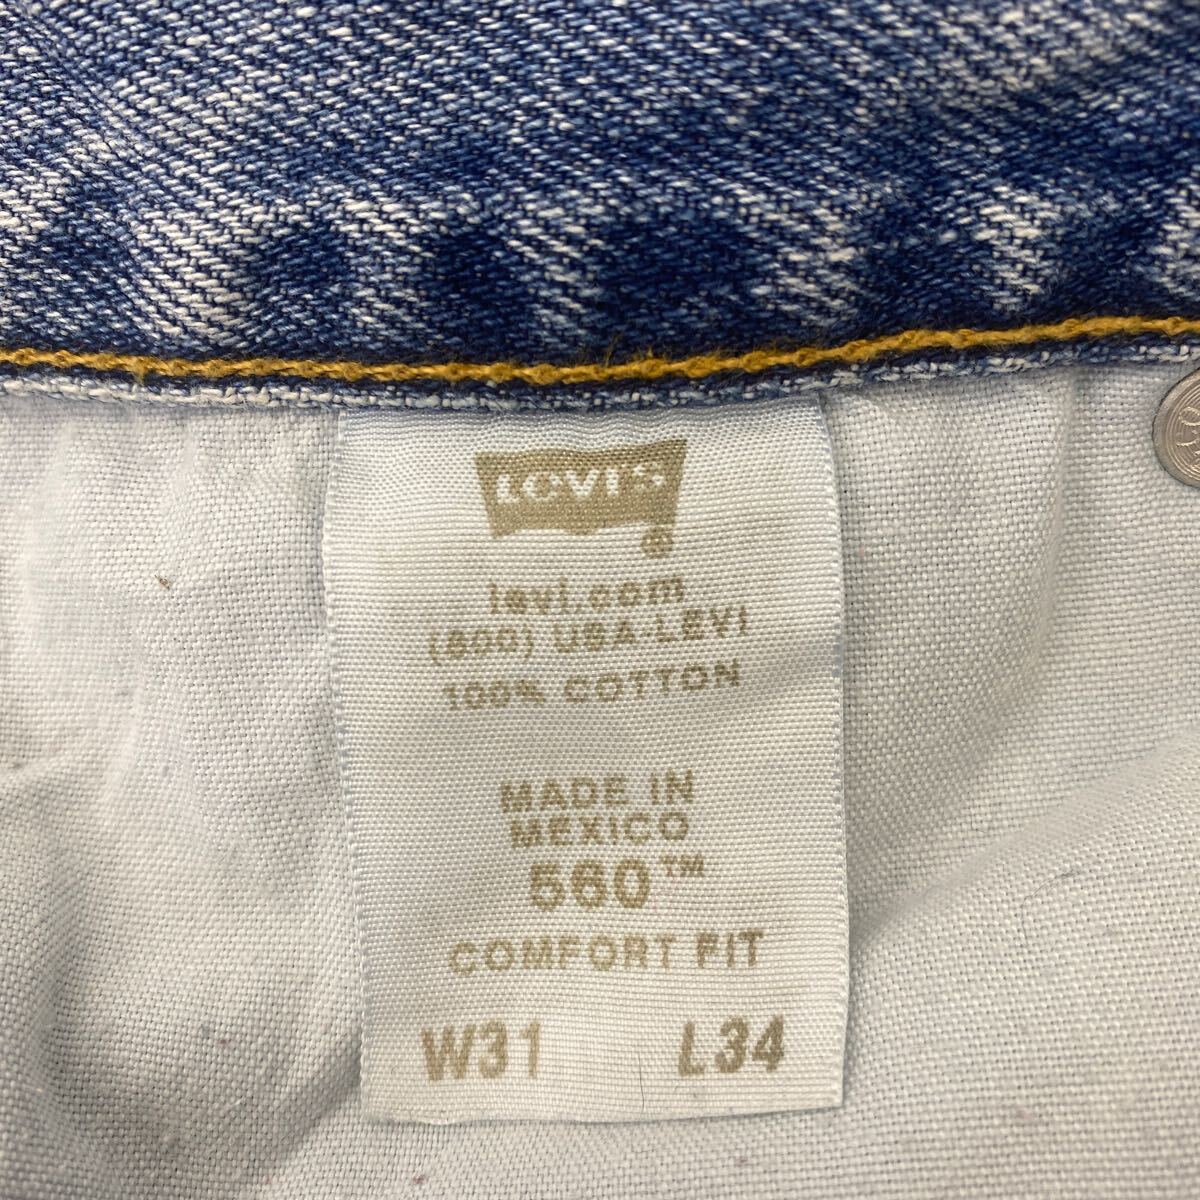 LEVI'S
®
levi.com
(800) USA-LEVI
100% COTTON
MADE IN
MEXICO
560™
COMFORT FIT
W31 L34